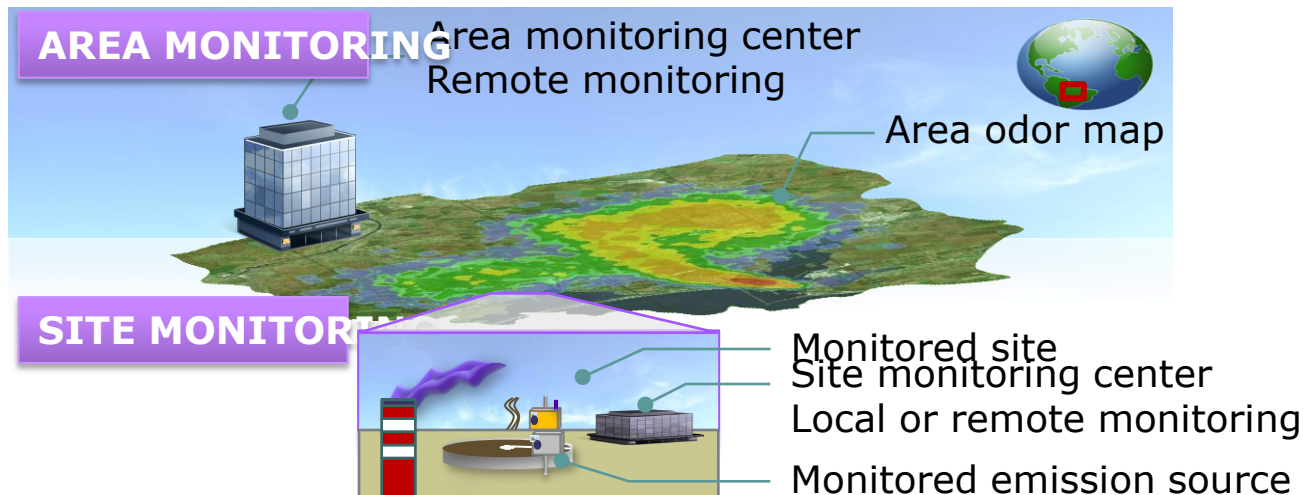 AREA MONITORING
Area monitoring center
Remote monitoring
Area odor map
SITE MONITORING
Monitored site
Site monitoring center
Local or remote monitoring
Monitored emission source